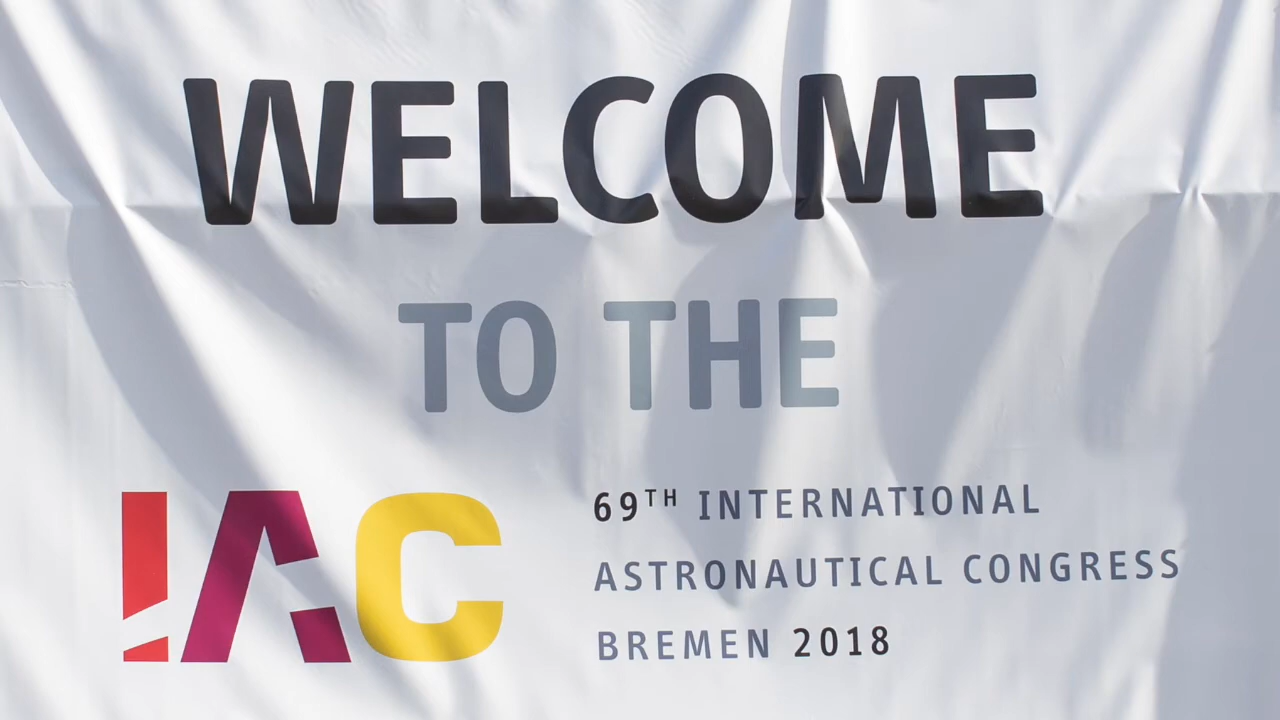 WELCOME
TO THE
IAC
69TH INTERNATIONAL
ASTRONAUTICAL CONGRESS
BREMEN 2018